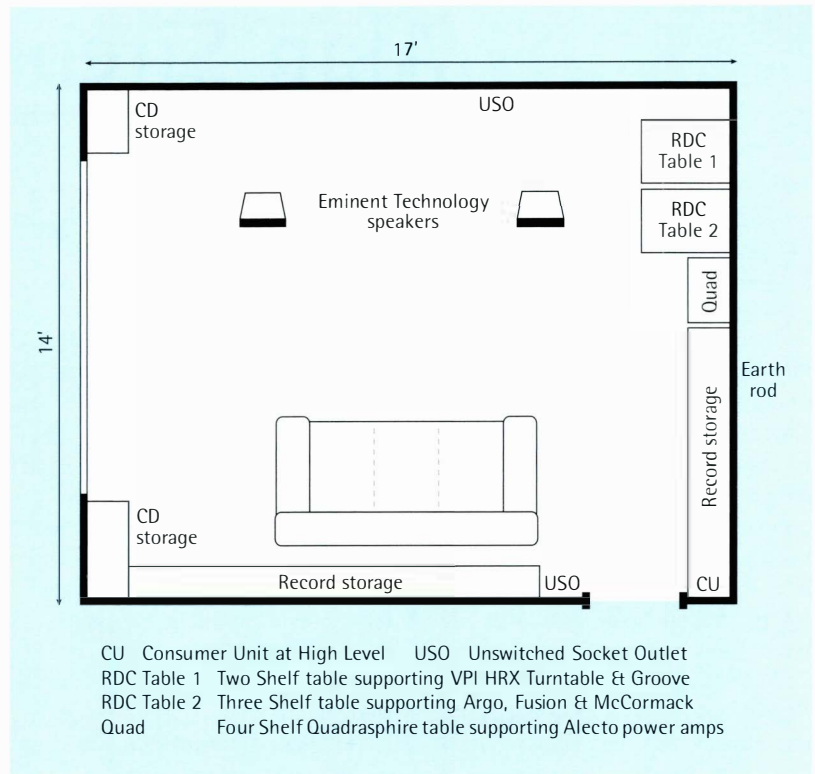 17'
USO
CD
storage
RDC
Table 1
Eminent Technology
speakers
RDC
Table 2
Quad
14'
Earth
rod
Record storage
CD
storage
Record storage
USO
CU
CU Consumer Unit at High Level USO Unswitched Socket Outlet
RDC Table 1 Two Shelf table supporting VPI HRX Turntable & Groove
RDC Table 2 Three Shelf table supporting Argo, Fusion & McCormack
Quad Four Shelf Quadrasphire table supporting Alecto power amps